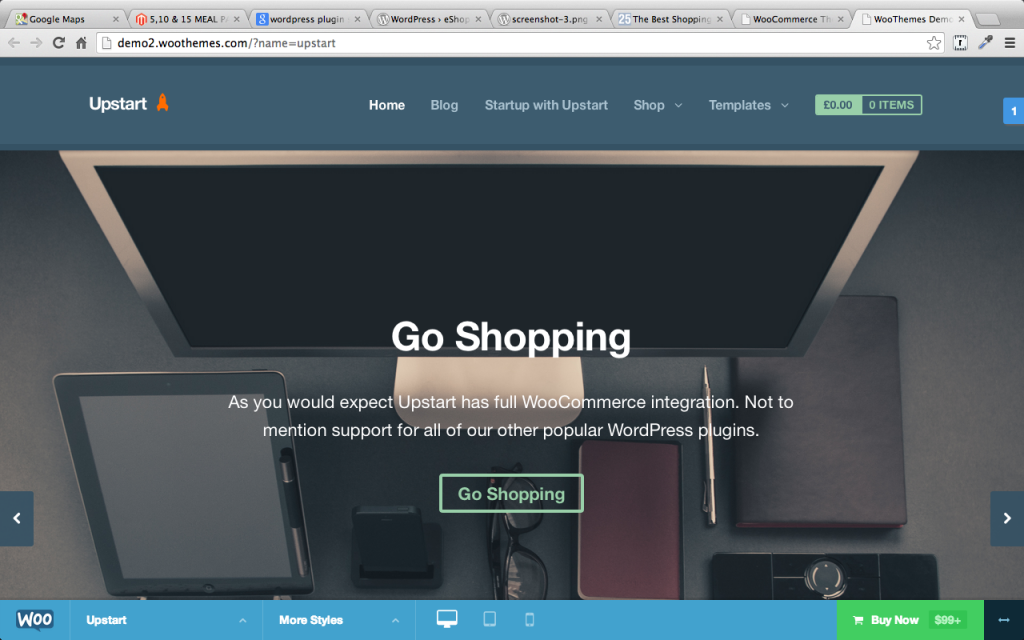 Google Maps
5,10 & 15 MEAL PA
wordpress plugin
WordPress › eShop
screenshot-3.png
25 The Best Shopping
WooCommerce Th
WooThemes Demo
demo2.woothemes.com/?name=upstart
Upstart
Home
Blog
Startup with Upstart
Shop
Templates
£0.00 0 ITEMS
1
Go Shopping
As you would expect Upstart has full WooCommerce integration. Not to
mention support for all of our other popular WordPress plugins.
Go Shopping
WOO
Upstart
More Styles
Buy Now $99+